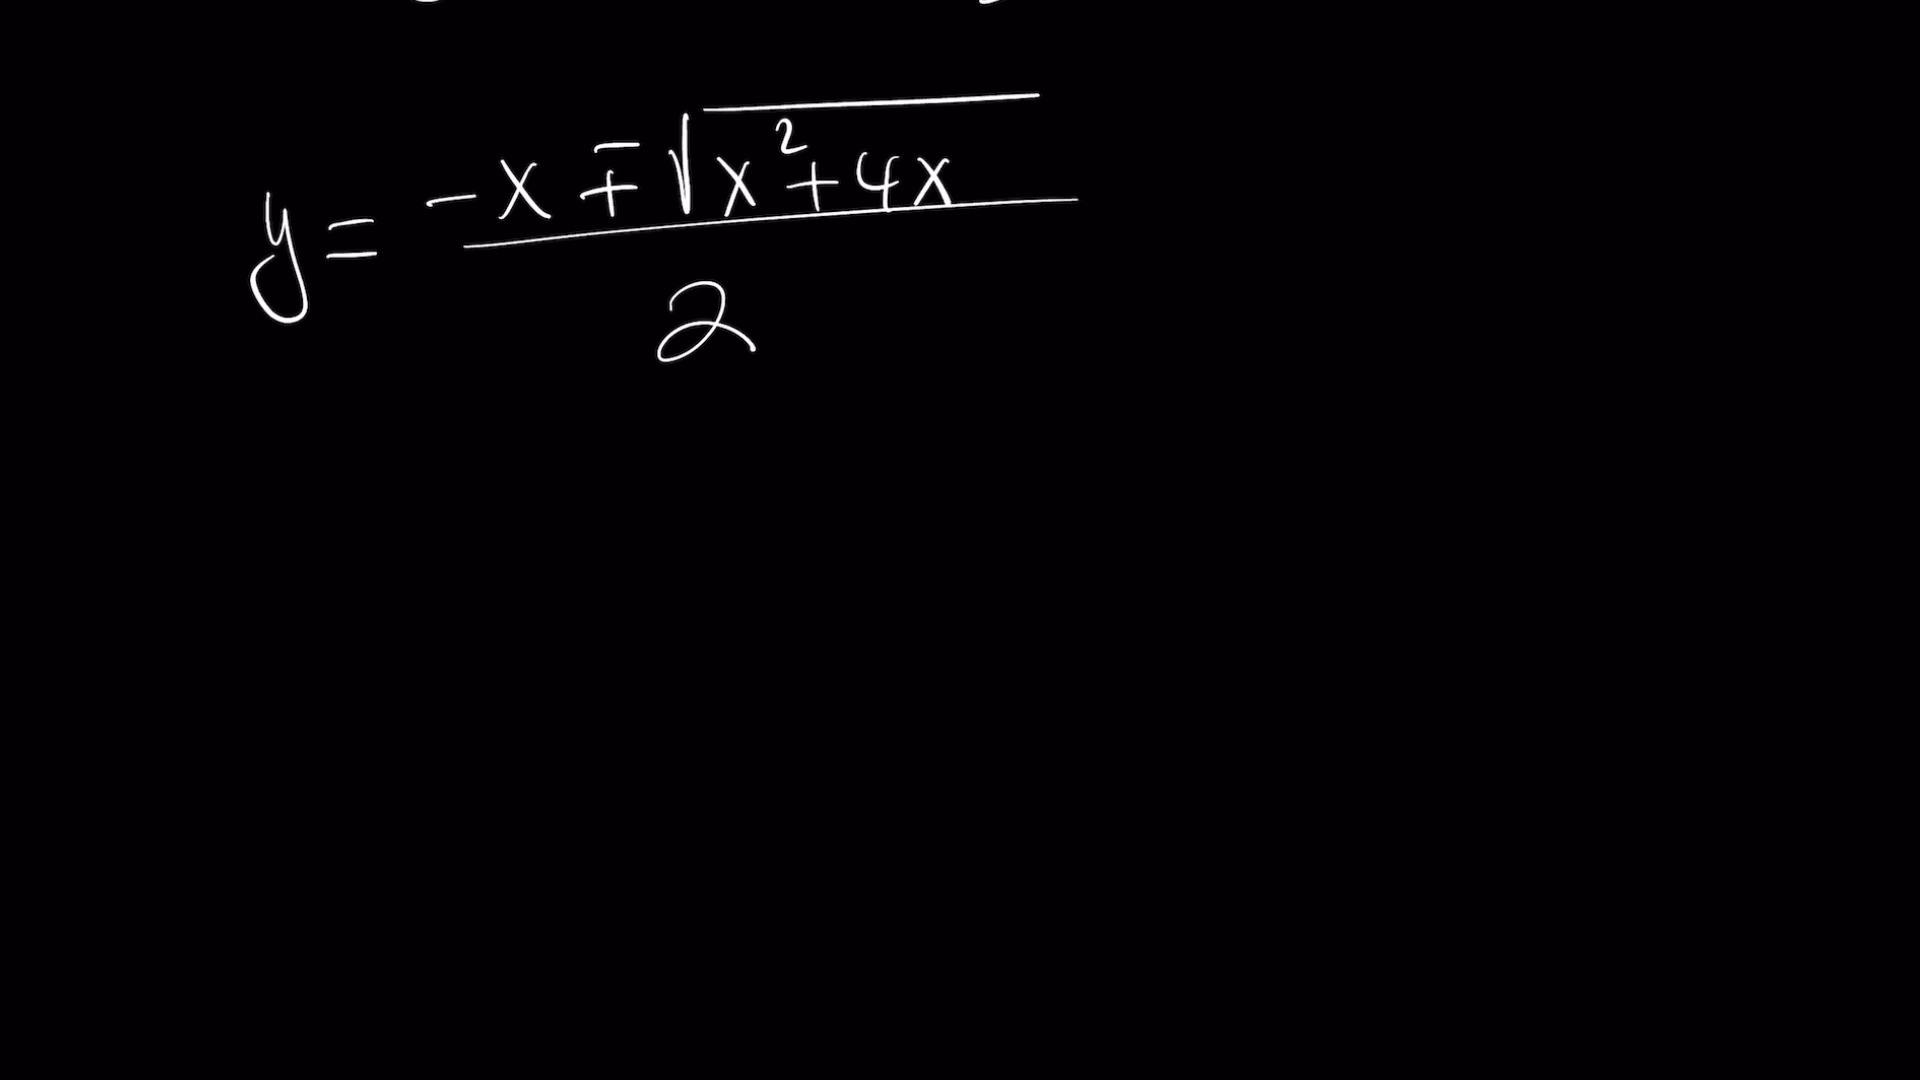 y = (-x ∓ √(x² + 4x)) / 2